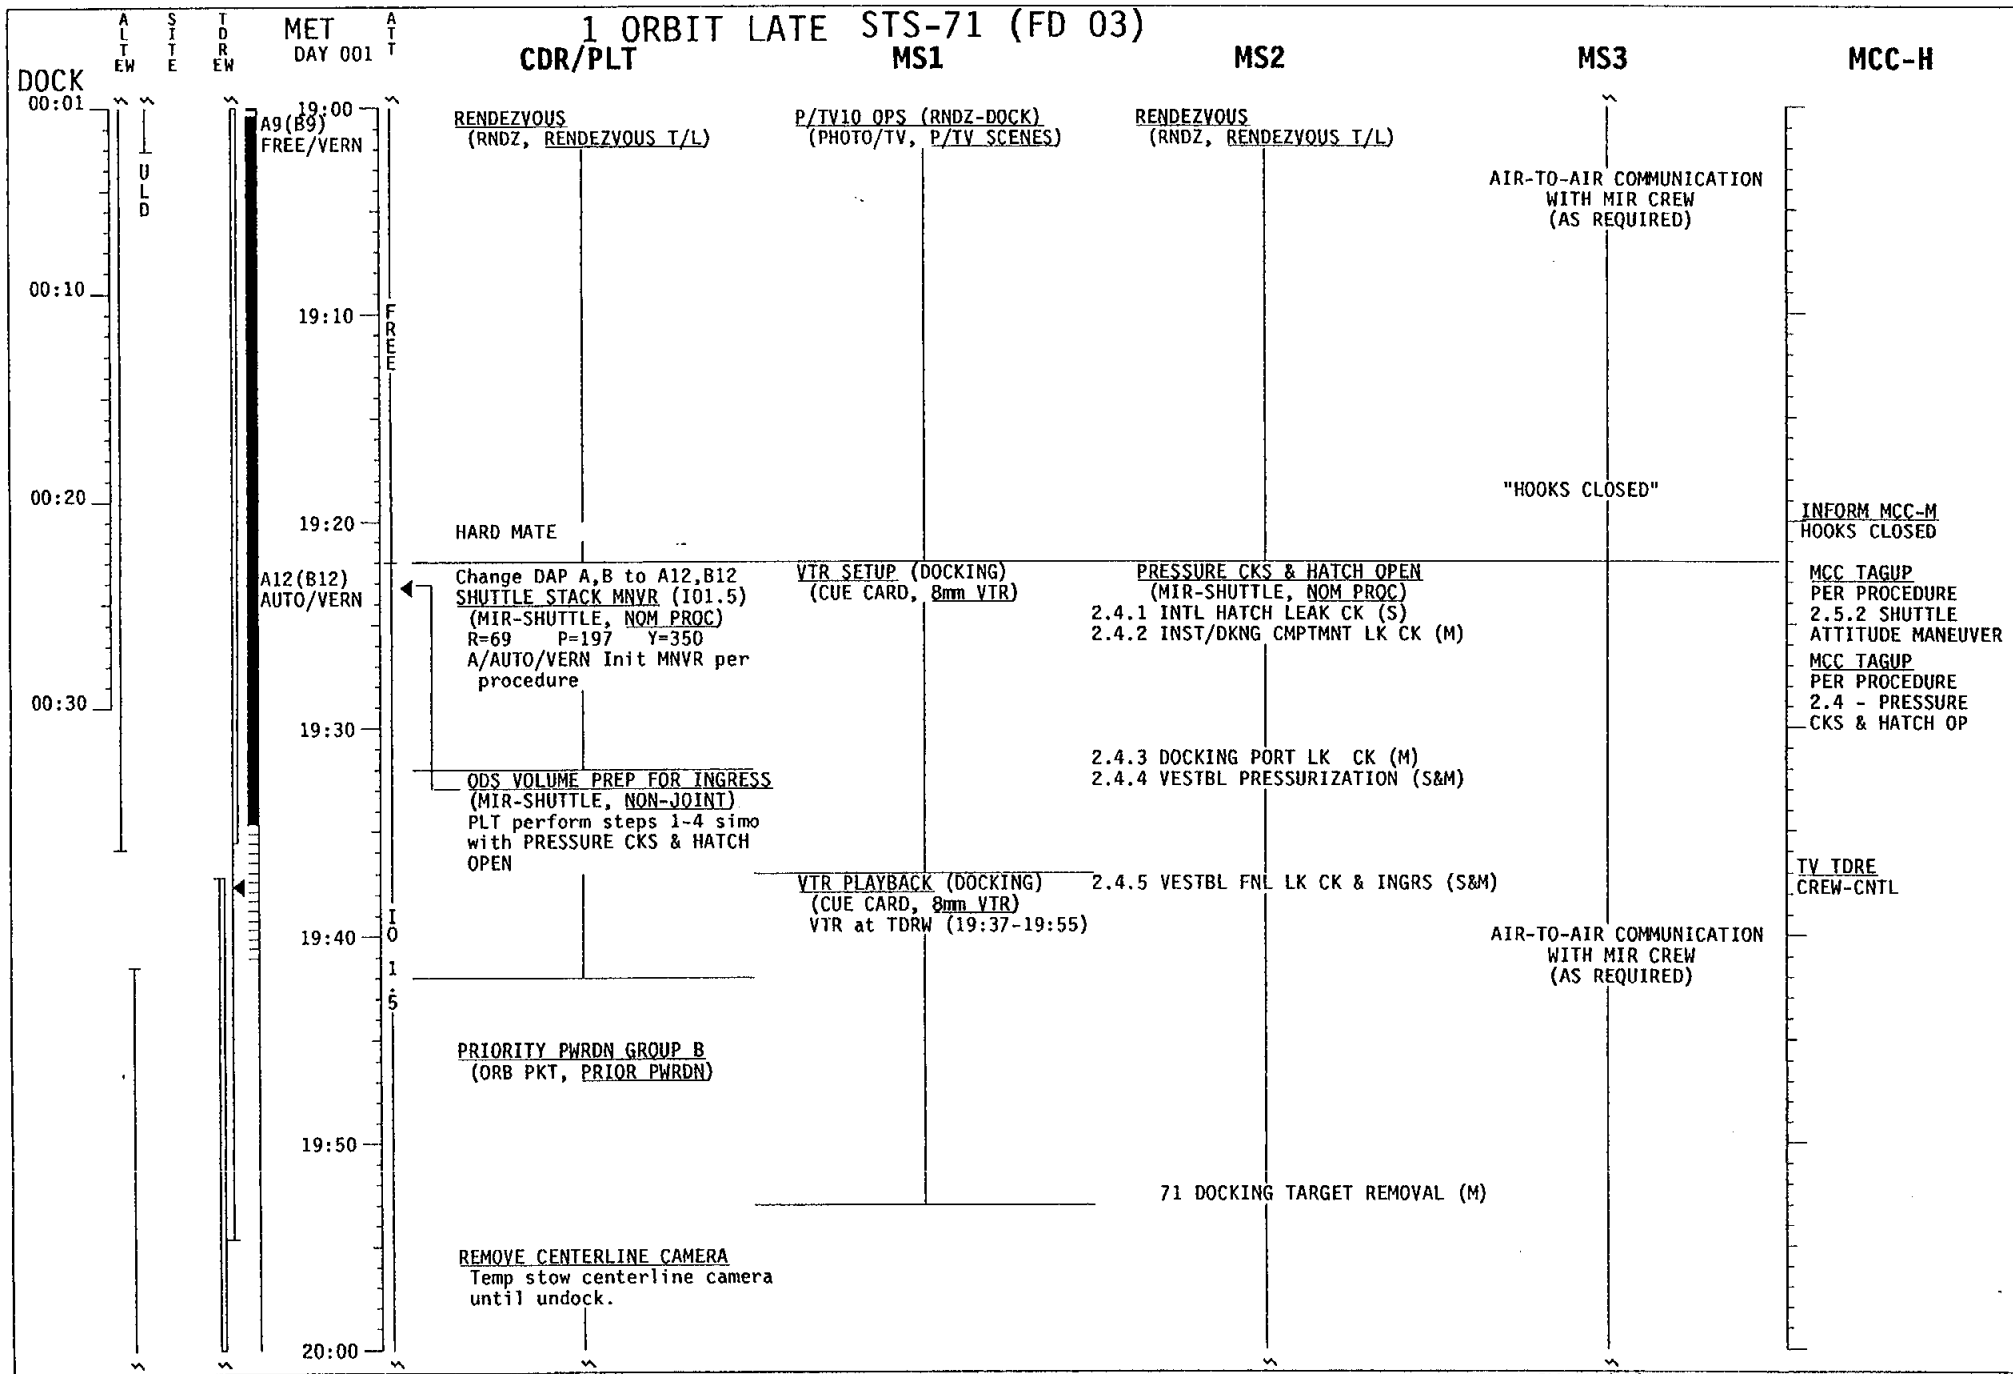 1 ORBIT LATE STS-71 (FD 03)
ALT EW
SITE
TDR EW
MET
DAY 001
ATT
CDR/PLT
MS1
MS2
MS3
MCC-H
DOCK
00:01
00:10
00:20
00:30
ULD
A9(B9)
FREE/VERN
A12(B12)
AUTO/VERN
19:00
19:10
19:20
19:30
19:40
19:50
20:00
FREE
IO 1.5
RENDEZVOUS
(RNDZ, RENDEZVOUS T/L)
HARD MATE
Change DAP A,B to A12,B12
SHUTTLE STACK MNVR (IO1.5)
(MIR-SHUTTLE, NOM PROC)
R=69 P=197 Y=350
A/AUTO/VERN Init MNVR per
procedure
ODS VOLUME PREP FOR INGRESS
(MIR-SHUTTLE, NON-JOINT)
PLT perform steps 1-4 simo
with PRESSURE CKS & HATCH
OPEN
PRIORITY PWRDN GROUP B
(ORB PKT, PRIOR PWRDN)
REMOVE CENTERLINE CAMERA
Temp stow centerline camera
until undock.
P/TV10 OPS (RNDZ-DOCK)
(PHOTO/TV, P/TV SCENES)
VTR SETUP (DOCKING)
(CUE CARD, 8mm VTR)
VTR PLAYBACK (DOCKING)
(CUE CARD, 8mm VTR)
VTR at TDRW (19:37-19:55)
RENDEZVOUS
(RNDZ, RENDEZVOUS T/L)
PRESSURE CKS & HATCH OPEN
(MIR-SHUTTLE, NOM PROC)
2.4.1 INTL HATCH LEAK CK (S)
2.4.2 INST/DKNG CMPTMNT LK CK (M)
2.4.3 DOCKING PORT LK CK (M)
2.4.4 VESTBL PRESSURIZATION (S&M)
2.4.5 VESTBL FNL LK CK & INGRS (S&M)
71 DOCKING TARGET REMOVAL (M)
AIR-TO-AIR COMMUNICATION
WITH MIR CREW
(AS REQUIRED)
"HOOKS CLOSED"
AIR-TO-AIR COMMUNICATION
WITH MIR CREW
(AS REQUIRED)
INFORM MCC-M
HOOKS CLOSED
MCC TAGUP
PER PROCEDURE
2.5.2 SHUTTLE
ATTITUDE MANEUVER
MCC TAGUP
PER PROCEDURE
2.4 - PRESSURE
CKS & HATCH OP
TV TDRE
CREW-CNTL